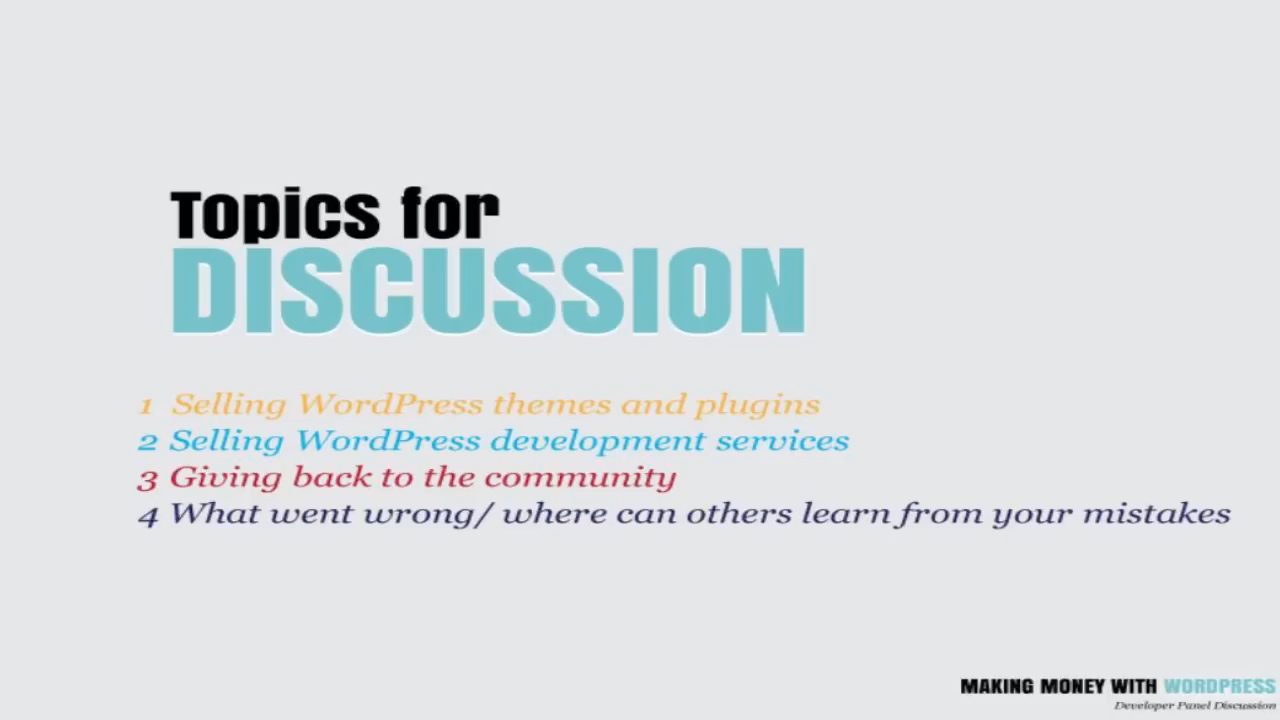 Topics for
DISCUSSION
1 Selling WordPress themes and plugins
2 Selling WordPress development services
3 Giving back to the community
4 What went wrong/ where can others learn from your mistakes
MAKING MONEY WITH WORDPRESS
Developer Panel Discussion